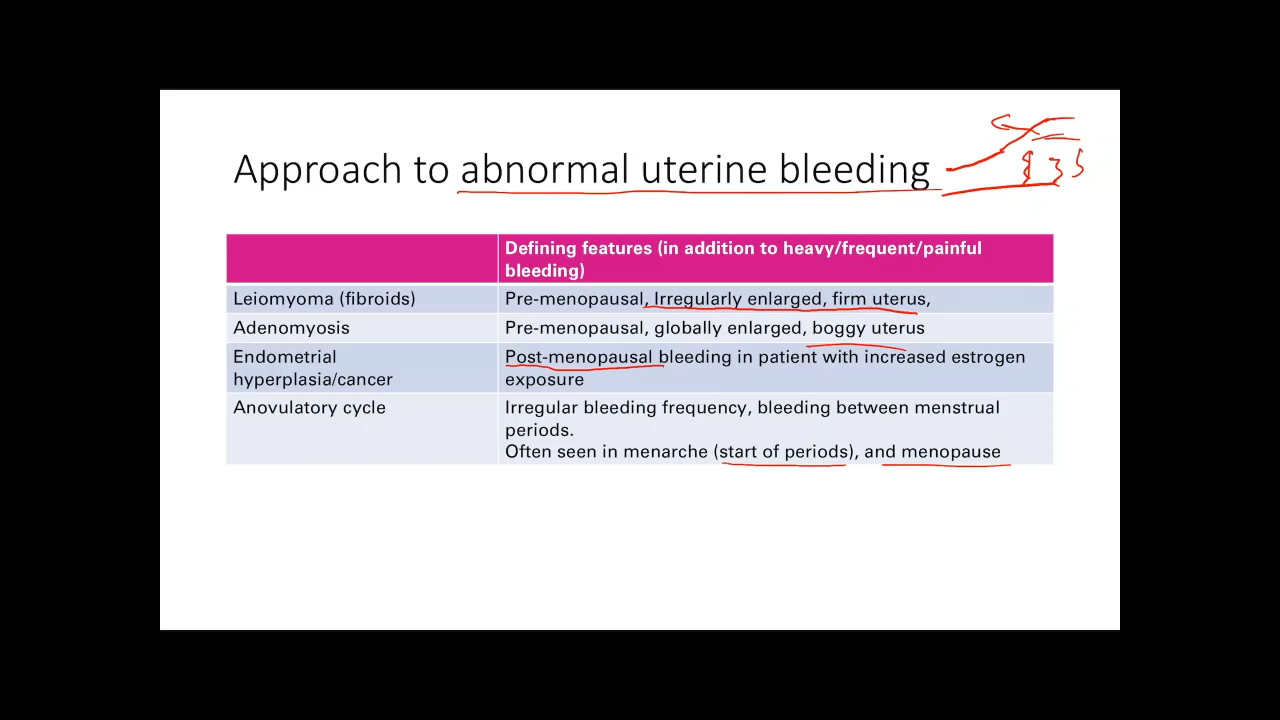 Approach to abnormal uterine bleeding
Defining features (in addition to heavy/frequent/painful
bleeding)
Leiomyoma (fibroids)
Pre-menopausal, Irregularly enlarged, firm uterus,
Adenomyosis
Pre-menopausal, globally enlarged, boggy uterus
Endometrial
hyperplasia/cancer
Post-menopausal bleeding in patient with increased estrogen
exposure
Anovulatory cycle
Irregular bleeding frequency, bleeding between menstrual
periods.
Often seen in menarche (start of periods), and menopause